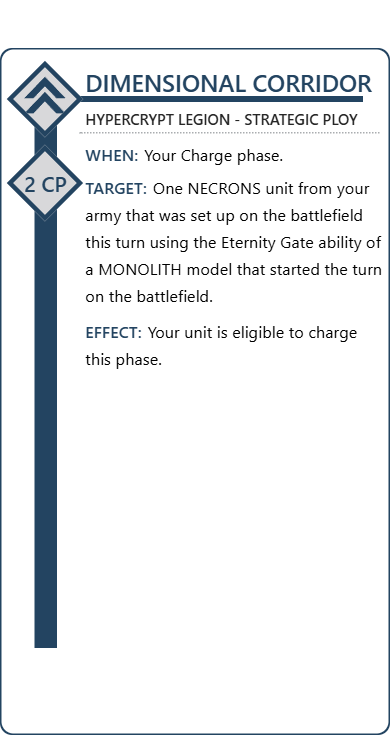 DIMENSIONAL CORRIDOR
HYPERCRYPT LEGION - STRATEGIC PLOY
WHEN: Your Charge phase.
2 CP
TARGET: One NECRONS unit from your
army that was set up on the battlefield
this turn using the Eternity Gate ability of
a MONOLITH model that started the turn
on the battlefield.
EFFECT: Your unit is eligible to charge
this phase.